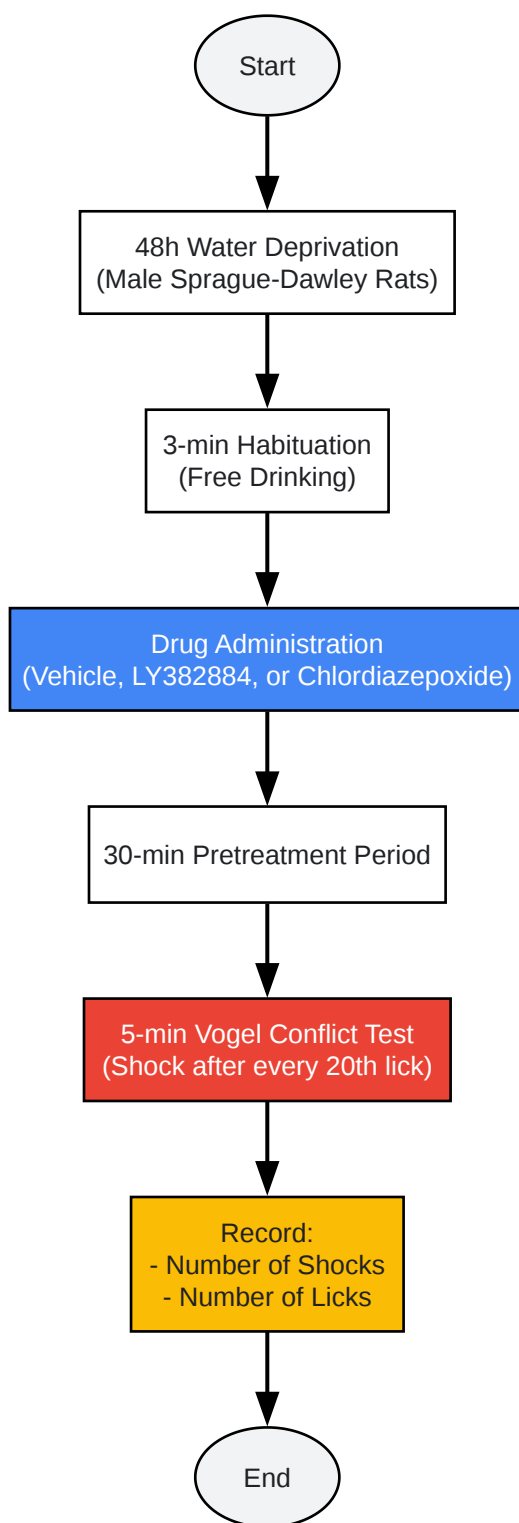 Start
48h Water Deprivation
(Male Sprague-Dawley Rats)
3-min Habituation
(Free Drinking)
Drug Administration
(Vehicle, LY382884, or Chlordiazepoxide)
30-min Pretreatment Period
5-min Vogel Conflict Test
(Shock after every 20th lick)
Record:
- Number of Shocks
- Number of Licks
End